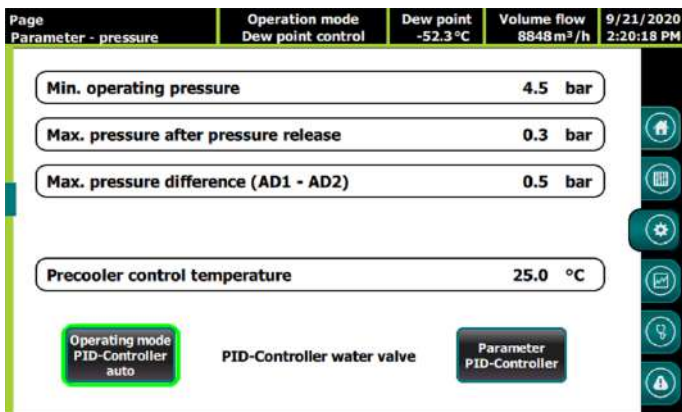 Page
Parameter - pressure
Operation mode
Dew point control
Dew point
-52.3 °C
Volume flow
8848 m³/h
9/21/2020
2:20:18 PM
Min. operating pressure 4.5 bar
Max. pressure after pressure release 0.3 bar
Max. pressure difference (AD1 - AD2) 0.5 bar
Precooler control temperature 25.0 °C
Operating mode
PID-Controller
auto
PID-Controller water valve
Parameter
PID-Controller